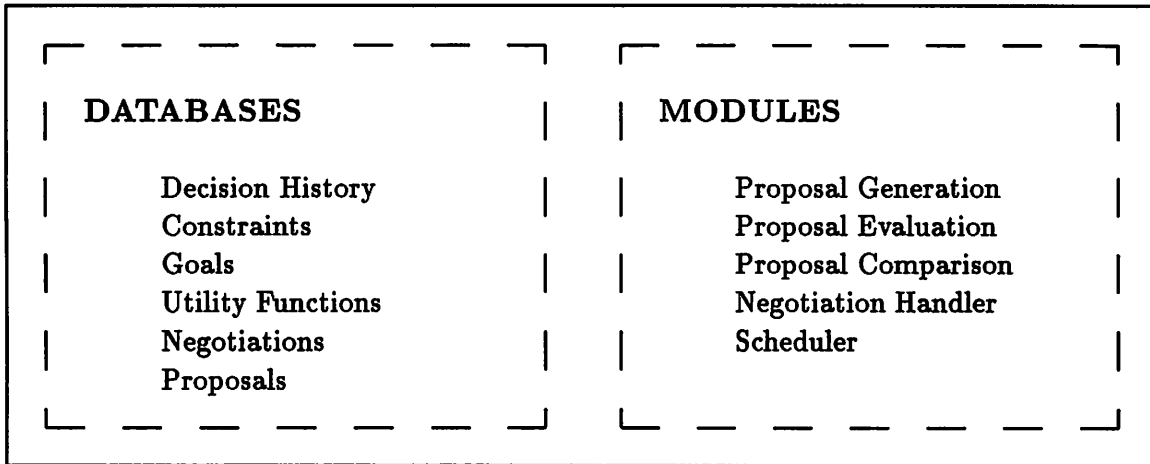 DATABASES
Decision History
Constraints
Goals
Utility Functions
Negotiations
Proposals
MODULES
Proposal Generation
Proposal Evaluation
Proposal Comparison
Negotiation Handler
Scheduler